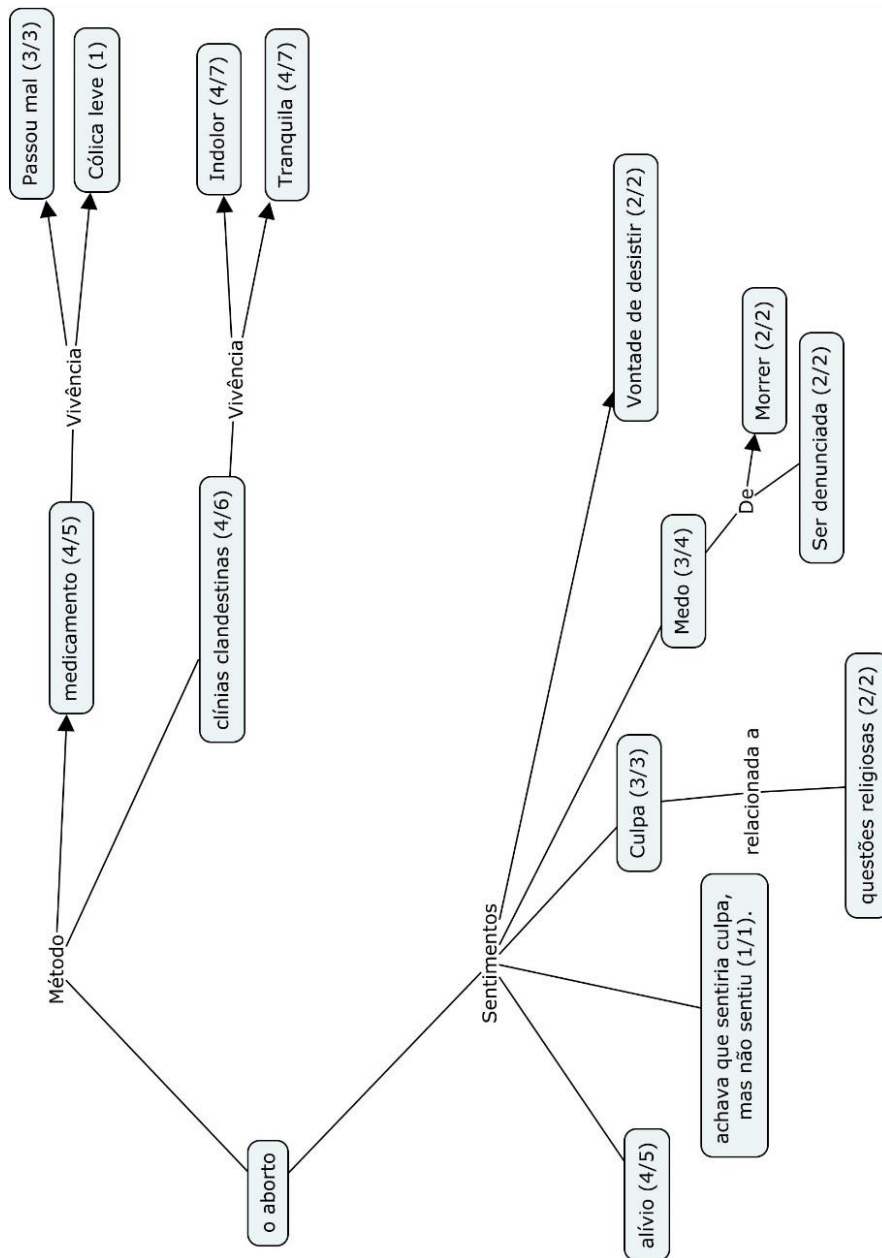 o aborto
Método
medicamento (4/5)
Vivência
Passou mal (3/3)
Cólica leve (1)
clínias clandestinas (4/6)
Vivência
Indolor (4/7)
Tranquila (4/7)
Sentimentos
alívio (4/5)
achava que sentiria culpa,
mas não sentiu (1/1).
Culpa (3/3)
relacionada a
questões religiosas (2/2)
Medo (3/4)
De
Morrer (2/2)
Ser denunciada (2/2)
Vontade de desistir (2/2)